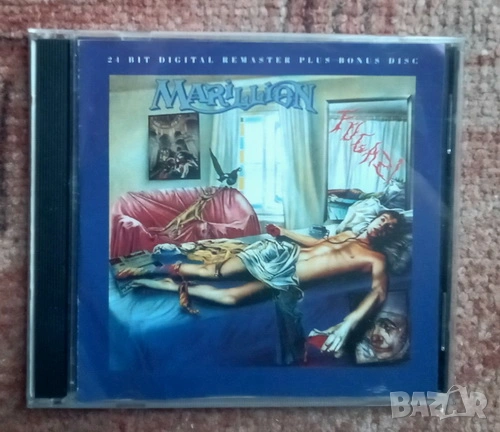 24 BIT DIGITAL REMASTER PLUS BONUS DISC
MARILLION
FUGAZI
BAZAR